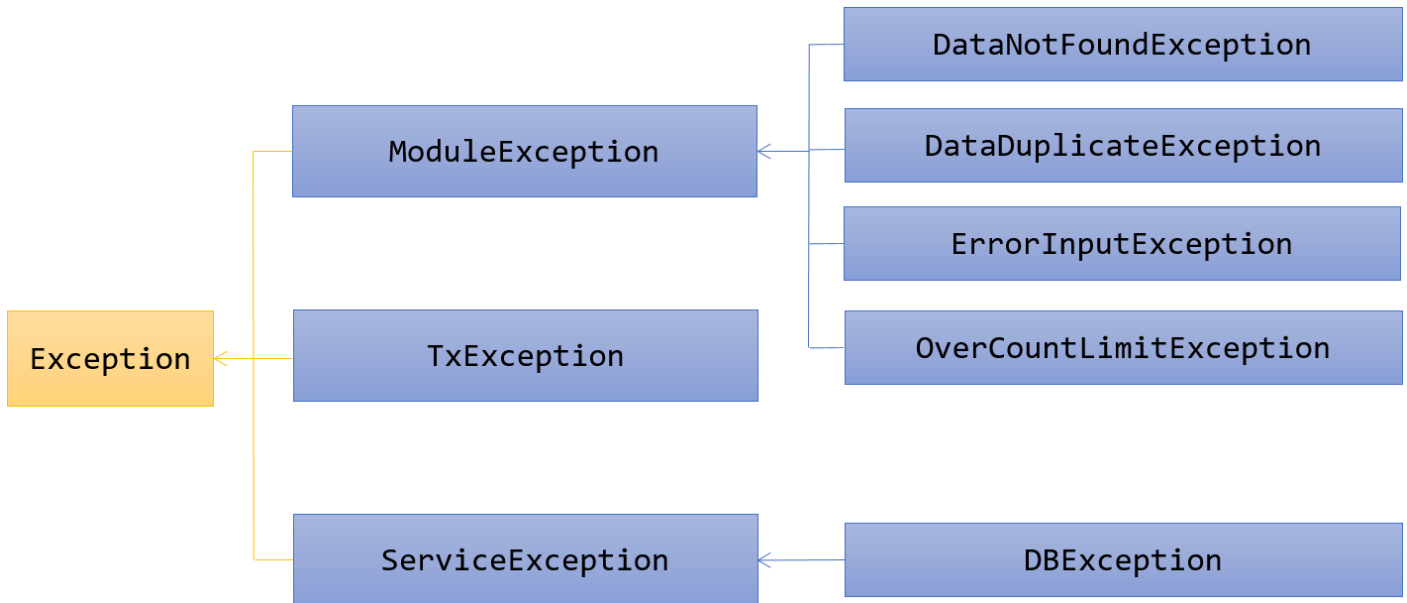 DataNotFoundException
DataDuplicateException
ModuleException
ErrorInputException
OverCountLimitException
Exception
TxException
ServiceException
DBException